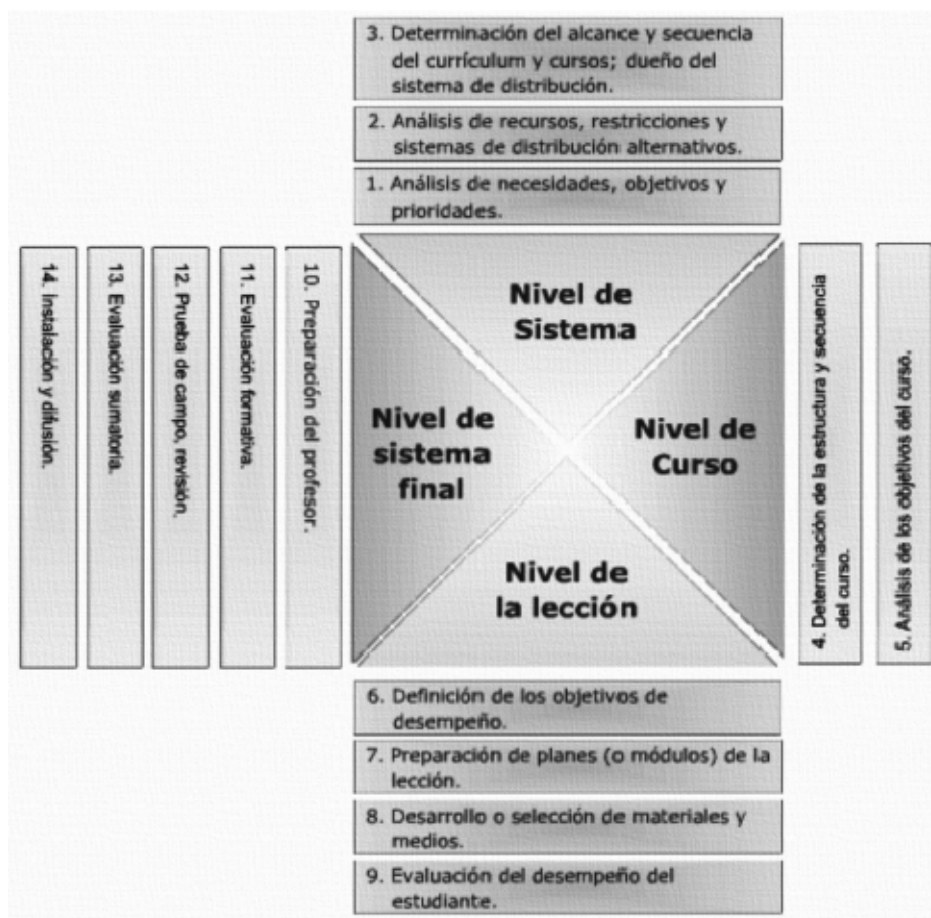 3. Determinación del alcance y secuencia
del currículum y cursos; dueño del
sistema de distribución.
2. Análisis de recursos, restricciones y
sistemas de distribución alternativos.
1. Análisis de necesidades, objetivos y
prioridades.
14. Instalación y difusión.
13. Evaluación sumatoria.
12. Prueba de campo, revisión.
11. Evaluación formativa.
10. Preparación del profesor.
Nivel de
Sistema
Nivel de
sistema
final
Nivel de
Curso
Nivel de
la lección
4. Determinación de la estructura y secuencia
del curso.
5. Análisis de los objetivos del curso.
6. Definición de los objetivos de
desempeño.
7. Preparación de planes (o módulos) de la
lección.
8. Desarrollo o selección de materiales y
medios.
9. Evaluación del desempeño del
estudiante.